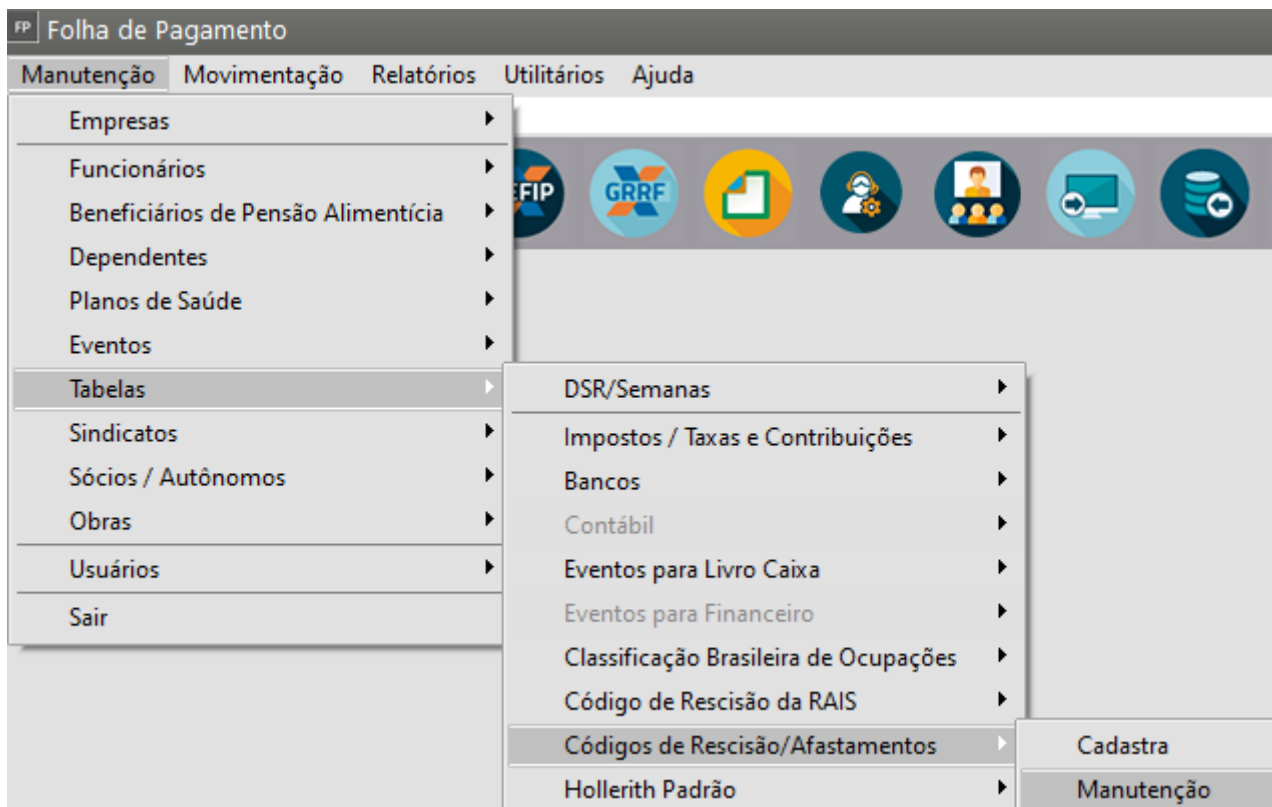 FP Folha de Pagamento
Manutenção Movimentação Relatórios Utilitários Ajuda
Empresas
Funcionários
Beneficiários de Pensão Alimentícia
Dependentes
Planos de Saúde
Eventos
Tabelas
Sindicatos
Sócios / Autônomos
Obras
Usuários
Sair
EFIP
GRRF
DSR/Semanas
Impostos / Taxas e Contribuições
Bancos
Contábil
Eventos para Livro Caixa
Eventos para Financeiro
Classificação Brasileira de Ocupações
Código de Rescisão da RAIS
Códigos de Rescisão/Afastamentos
Hollerith Padrão
Cadastra
Manutenção